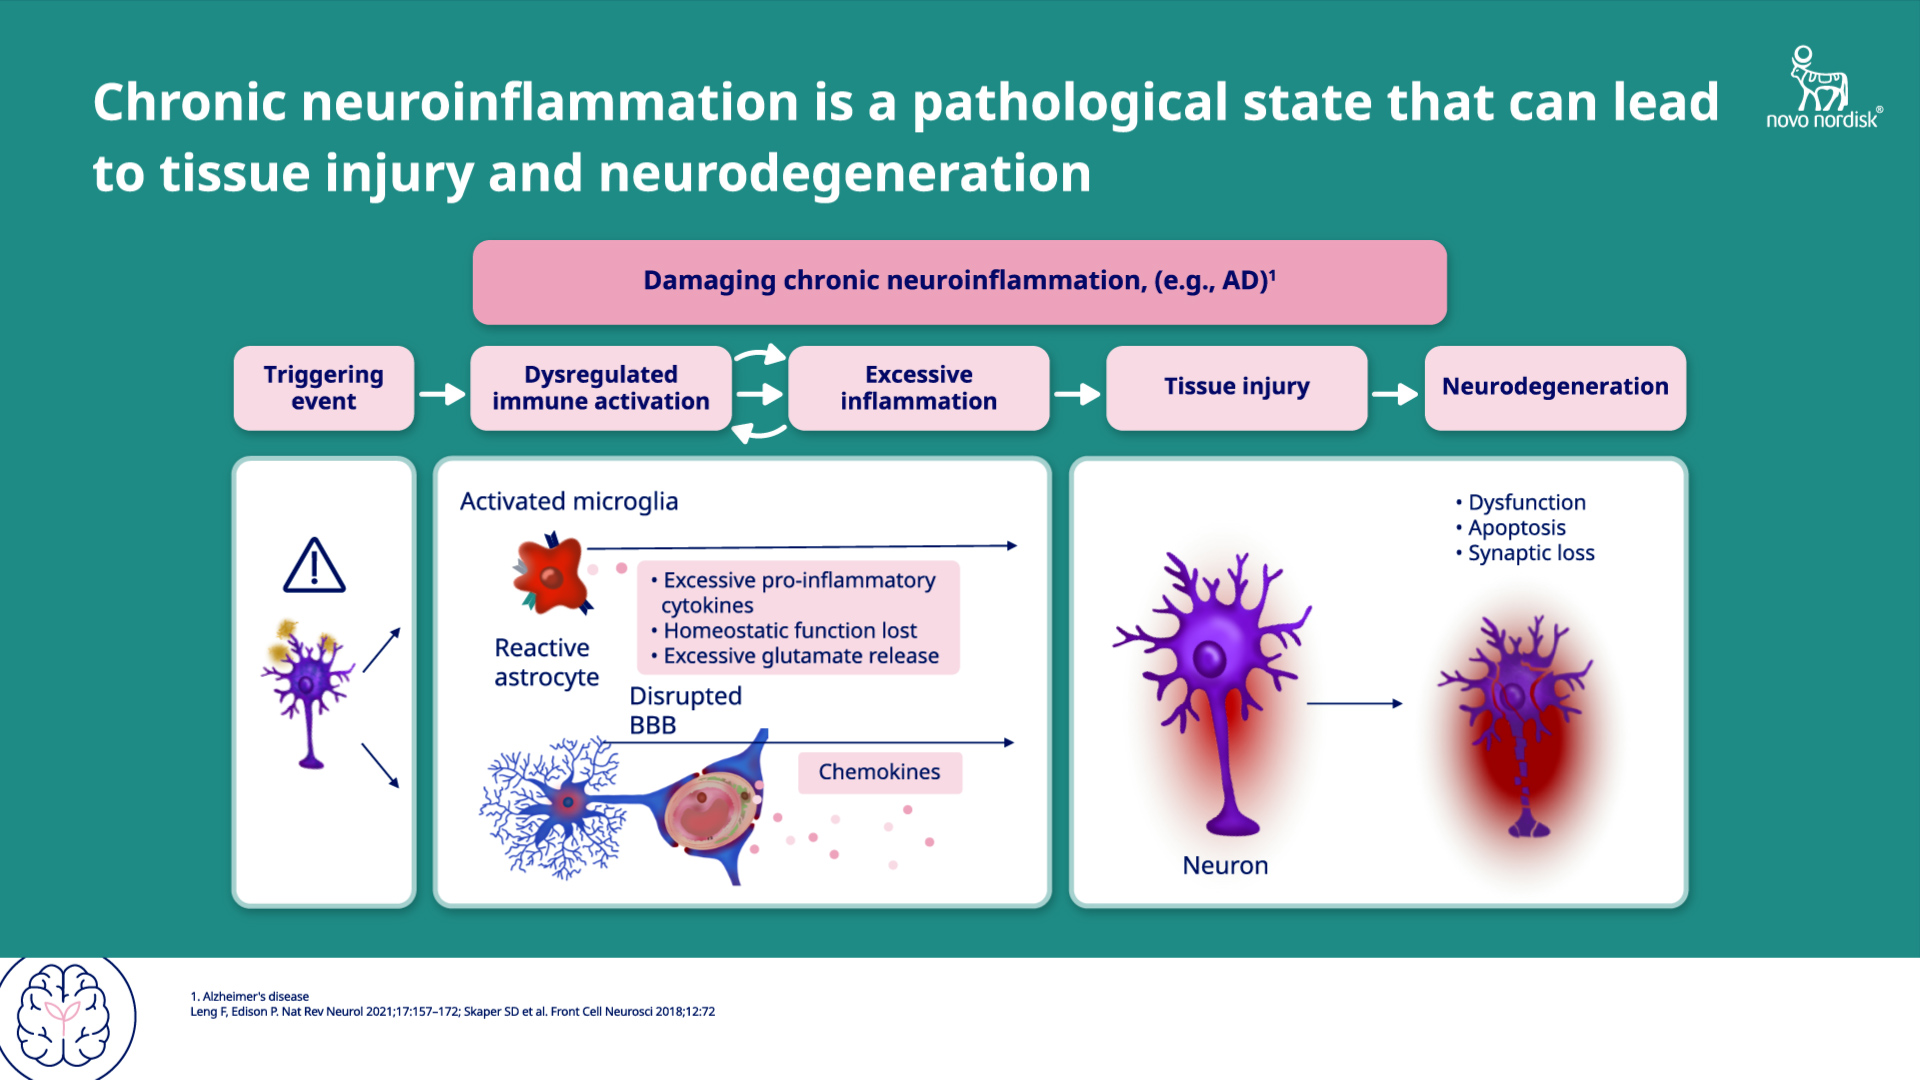 Chronic neuroinflammation is a pathological state that can lead
to tissue injury and neurodegeneration
novo nordisk®
Damaging chronic neuroinflammation, (e.g., AD)¹
Triggering
event
Dysregulated
immune activation
Excessive
inflammation
Tissue injury
Neurodegeneration
Activated microglia
• Excessive pro-inflammatory
cytokines
• Homeostatic function lost
• Excessive glutamate release
Reactive
astrocyte
Disrupted
BBB
Chemokines
• Dysfunction
• Apoptosis
• Synaptic loss
Neuron
1. Alzheimer's disease
Leng F, Edison P. Nat Rev Neurol 2021;17:157–172; Skaper SD et al. Front Cell Neurosci 2018;12:72